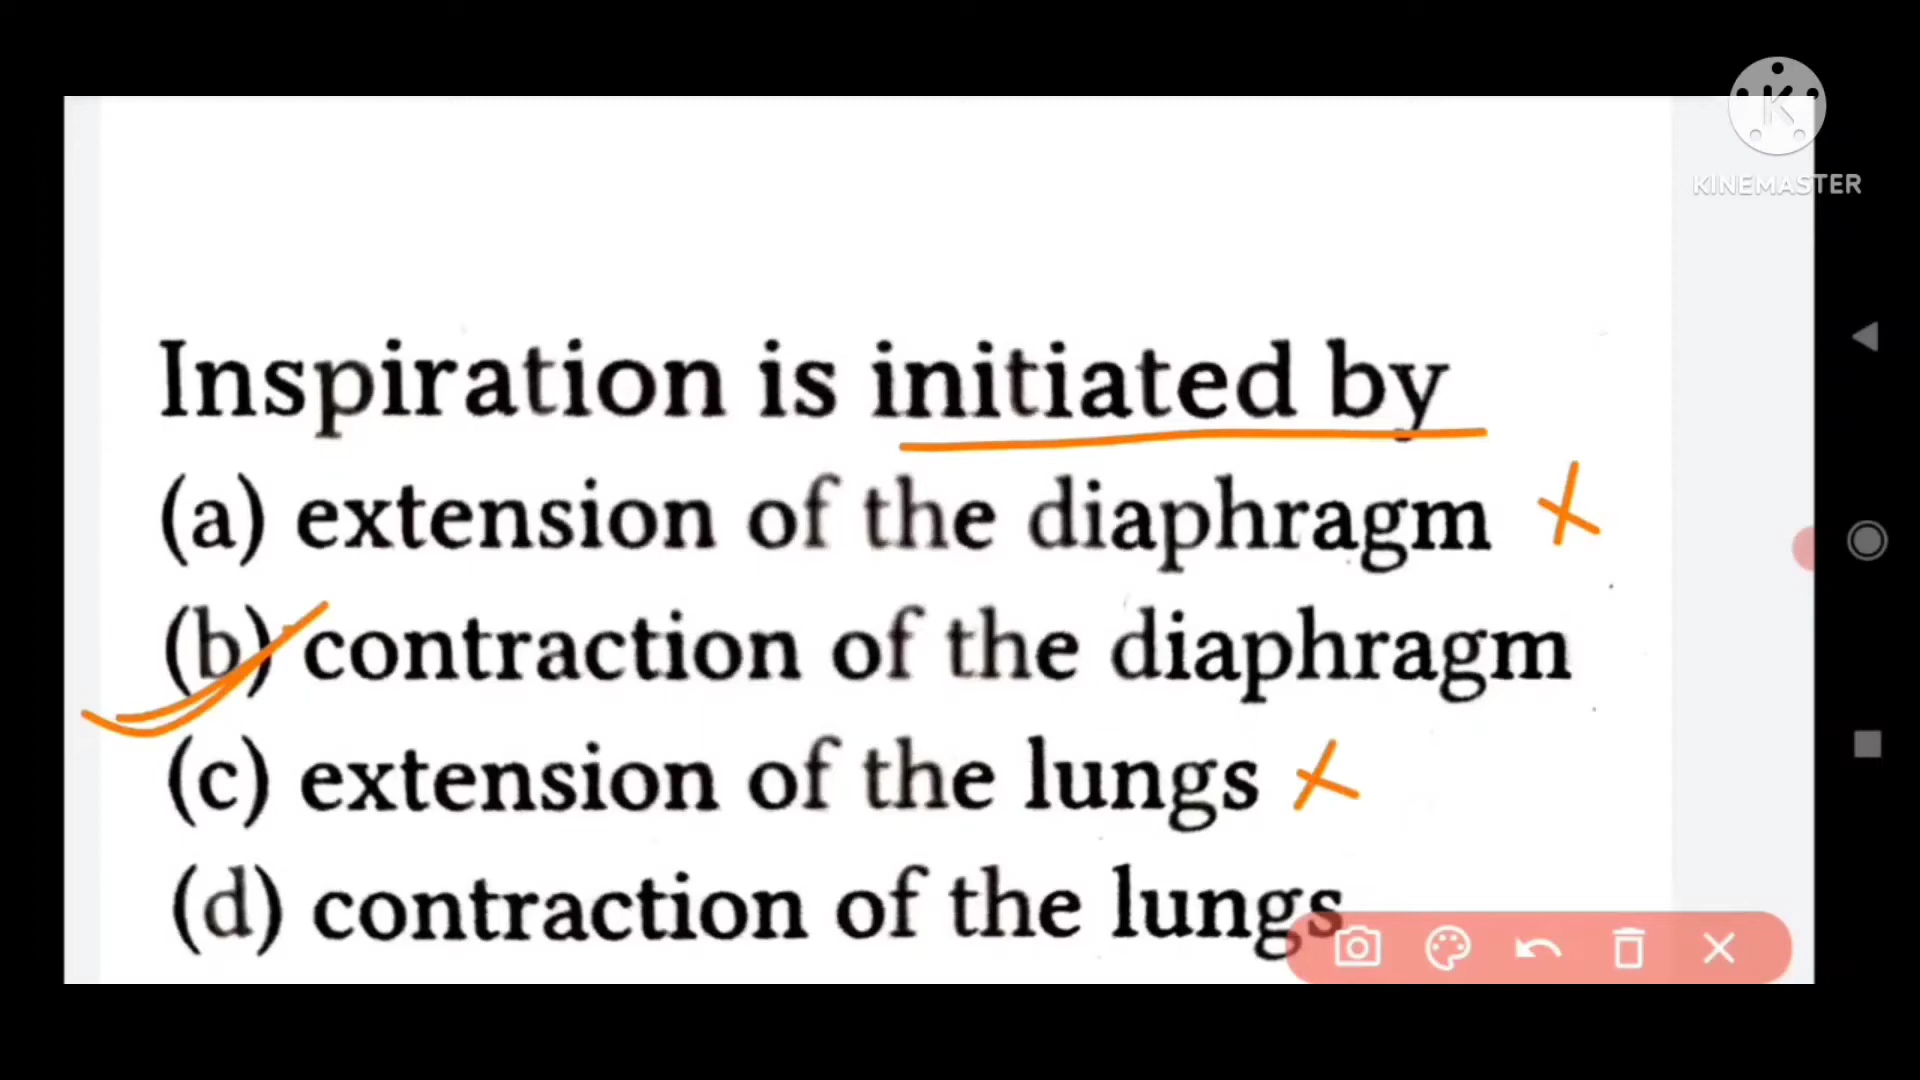 KINEMASTER
Inspiration is initiated by
(a) extension of the diaphragm
(b) contraction of the diaphragm
(c) extension of the lungs
(d) contraction of the lungs